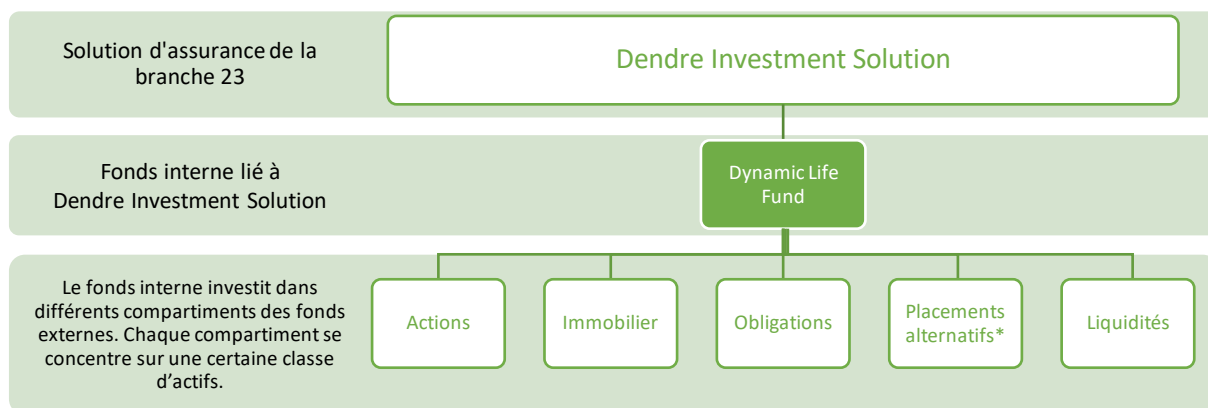 Solution d'assurance de la
branche 23
Dendre Investment Solution
Fonds interne lié à
Dendre Investment Solution
Dynamic Life
Fund
Le fonds interne investit dans
différents compartiments des fonds
externes. Chaque compartiment se
concentre sur une certaine classe
d’actifs.
Actions
Immobilier
Obligations
Placements
alternatifs*
Liquidités